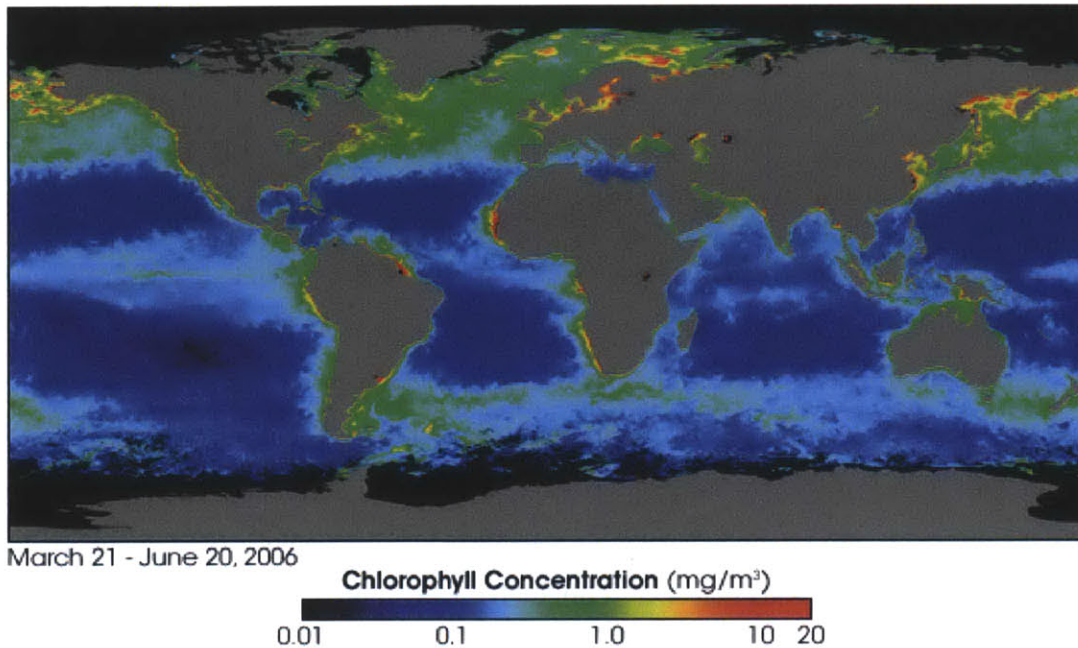 March 21 - June 20, 2006
Chlorophyll Concentration (mg/m³)
0.01 0.1 1.0 10 20